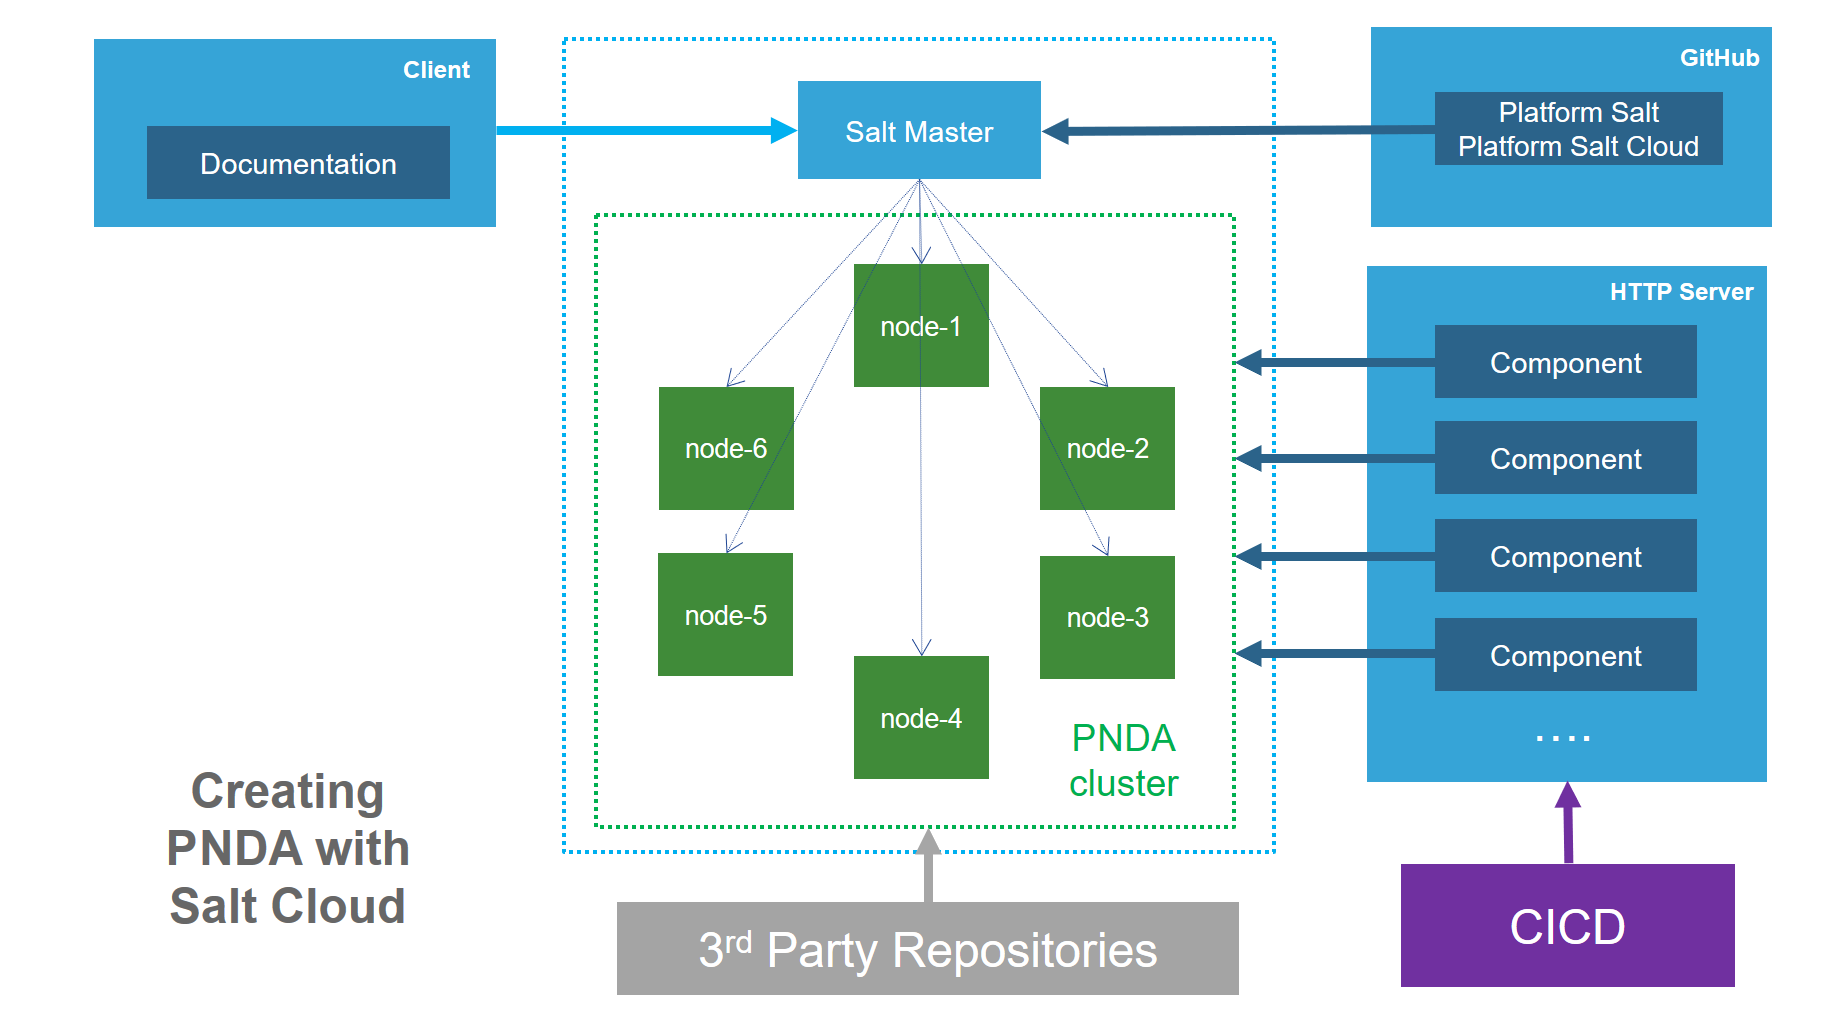 Client
Documentation
Salt Master
GitHub
Platform Salt
Platform Salt Cloud
HTTP Server
Component
Component
Component
Component
....
node-1
node-6
node-2
node-5
node-3
node-4
PNDA
cluster
Creating
PNDA with
Salt Cloud
3rd Party Repositories
CICD